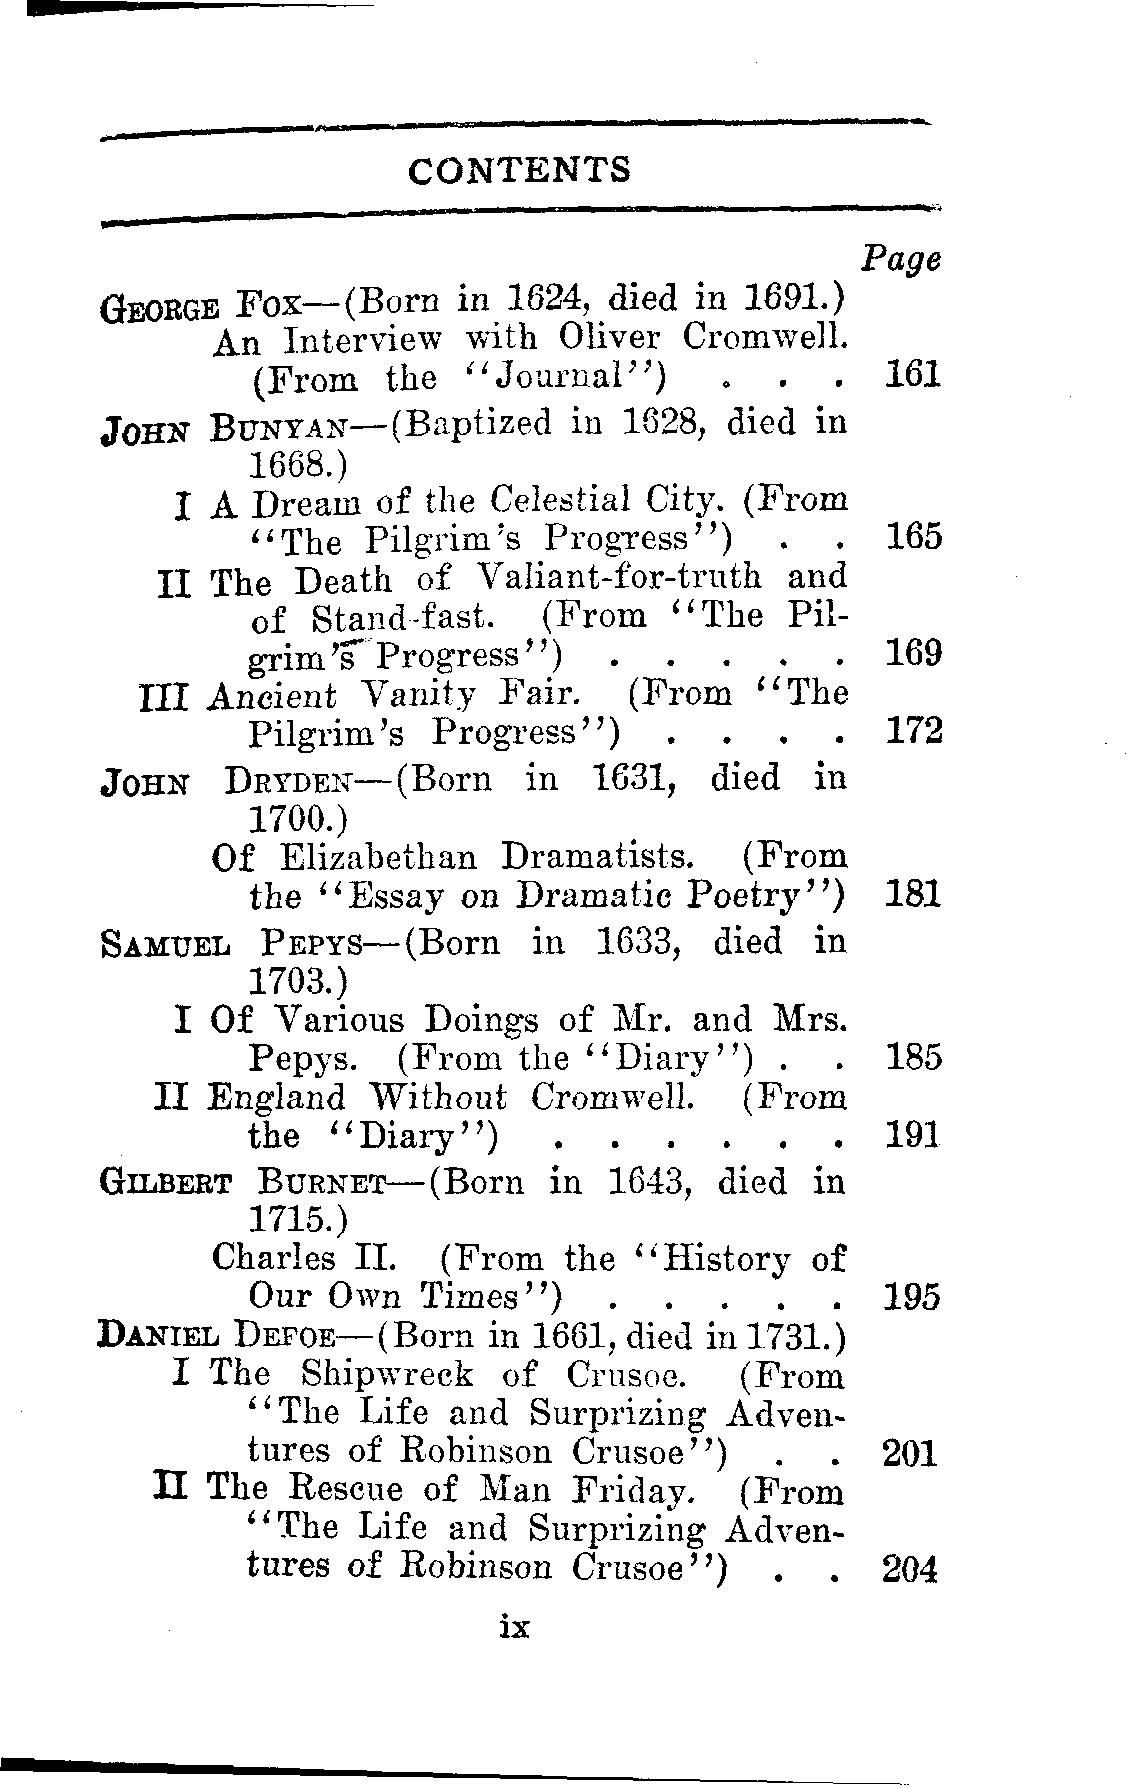 CONTENTS
Page
GEORGE FOX—(Born in 1624, died in 1691.)
An Interview with Oliver Cromwell.
(From the "Journal") . . . 161
JOHN BUNYAN—(Baptized in 1628, died in
1668.)
I A Dream of the Celestial City. (From
"The Pilgrim's Progress") . . 165
II The Death of Valiant-for-truth and
of Stand-fast. (From "The Pil-
grim's Progress") . . . . . 169
III Ancient Vanity Fair. (From "The
Pilgrim's Progress") . . . . 172
JOHN DRYDEN—(Born in 1631, died in
1700.)
Of Elizabethan Dramatists. (From
the "Essay on Dramatic Poetry") 181
SAMUEL PEPYS—(Born in 1633, died in
1703.)
I Of Various Doings of Mr. and Mrs.
Pepys. (From the "Diary") . . 185
II England Without Cromwell. (From
the "Diary") . . . . . . 191
GILBERT BURNET—(Born in 1643, died in
1715.)
Charles II. (From the "History of
Our Own Times") . . . . . 195
DANIEL DEFOE—(Born in 1661, died in 1731.)
I The Shipwreck of Crusoe. (From
"The Life and Surprizing Adven-
tures of Robinson Crusoe") . . 201
II The Rescue of Man Friday. (From
"The Life and Surprizing Adven-
tures of Robinson Crusoe") . . 204
ix